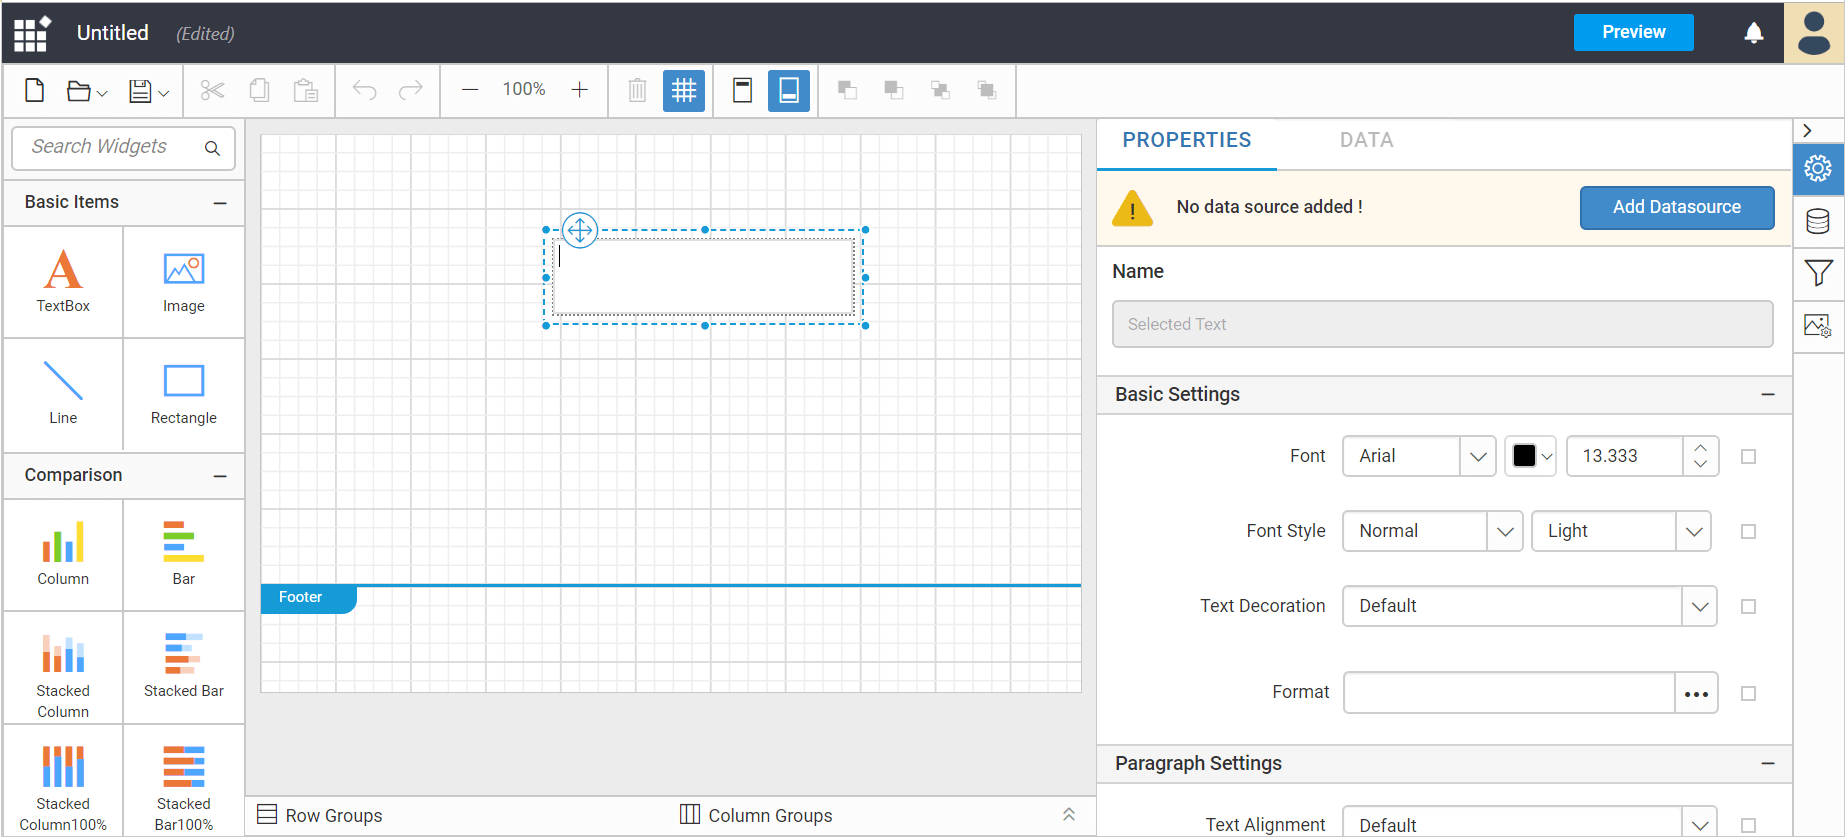 Untitled (Edited) Preview
100%
Search Widgets
Basic Items
TextBox Image
Line Rectangle
Comparison
Column Bar
Stacked Column Stacked Bar
Stacked Column100% Stacked Bar100%
Footer
Row Groups Column Groups
PROPERTIES DATA
! No data source added ! Add Datasource
Name
Selected Text
Basic Settings
Font Arial 13.333
Font Style Normal Light
Text Decoration Default
Format
Paragraph Settings
Text Alignment Default